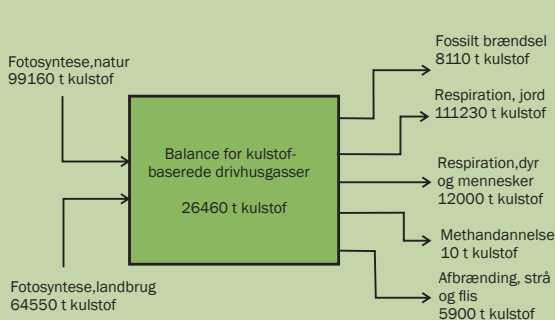 Fotosyntese,natur
99160 t kulstof
Fotosyntese,landbrug
64550 t kulstof
Balance for kulstof-
baserede drivhusgasser
26460 t kulstof
Fossilt brændsel
8110 t kulstof
Respiration, jord
111230 t kulstof
Respiration,dyr
og mennesker
12000 t kulstof
Methandannelse
10 t kulstof
Afbrænding, strå
og flis
5900 t kulstof